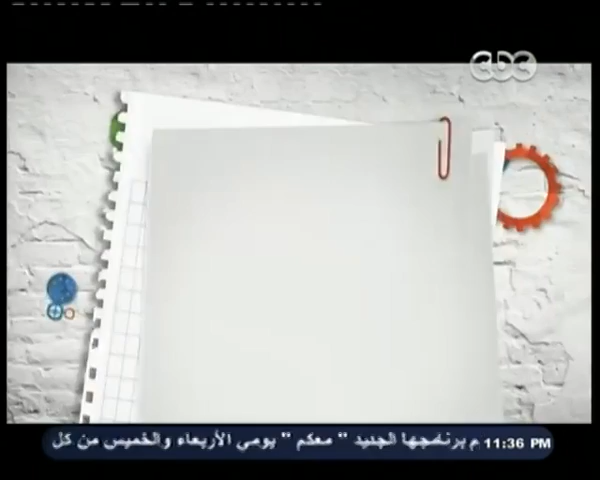 CBC
م برنامجها الجديد " معكم " يومي الأربعاء والخميس من كل
11:36 PM